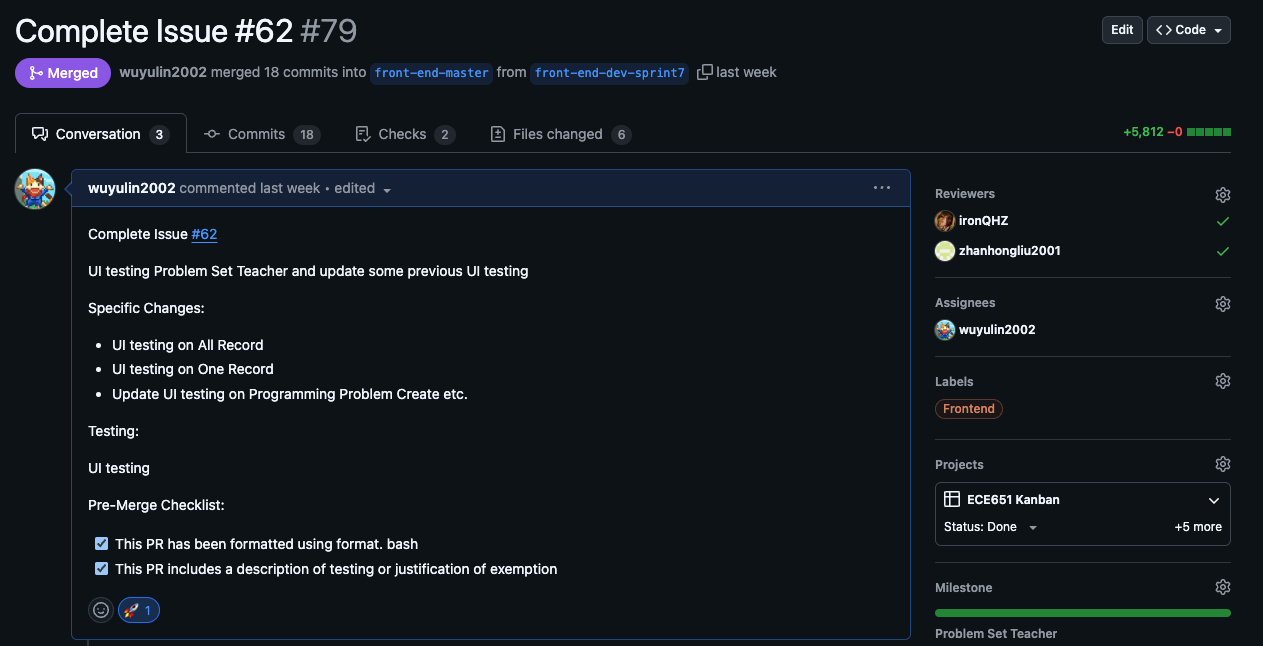 Complete Issue #62 #79
Edit
Code
Merged
wuyulin2002 merged 18 commits into front-end-master from front-end-dev-sprint7 last week
Conversation 3
Commits 18
Checks 2
Files changed 6
+5,812 −0
wuyulin2002 commented last week • edited
Complete Issue #62
UI testing Problem Set Teacher and update some previous UI testing
Specific Changes:
• UI testing on All Record
• UI testing on One Record
• Update UI testing on Programming Problem Create etc.
Testing:
UI testing
Pre-Merge Checklist:
This PR has been formatted using format. bash
This PR includes a description of testing or justification of exemption
1
Reviewers
ironQHZ
zhanhongliu2001
Assignees
wuyulin2002
Labels
Frontend
Projects
ECE651 Kanban
Status: Done
+5 more
Milestone
Problem Set Teacher